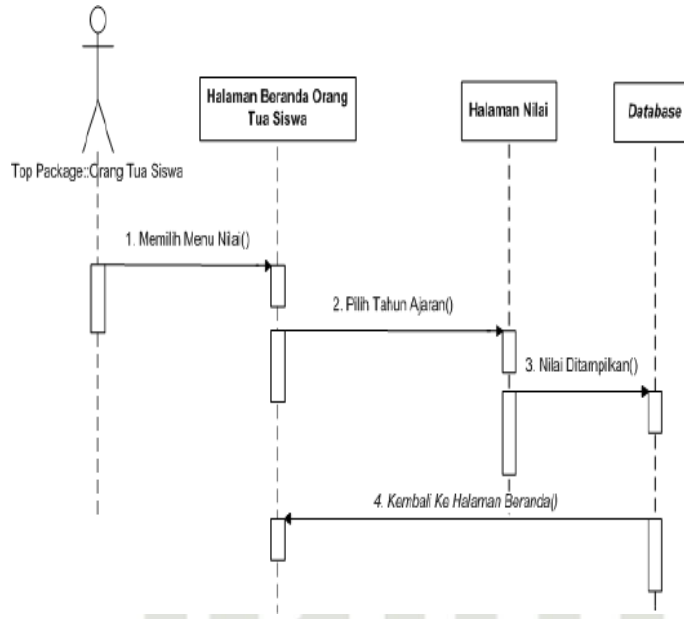 Halaman Beranda Orang
Tua Siswa
Halaman Nilai
Database
Top Package::Orang Tua Siswa
1. Memilih Menu Nilai()
2. Pilih Tahun Ajaran()
3. Nilai Ditampilkan()
4. Kembali Ke Halaman Beranda()